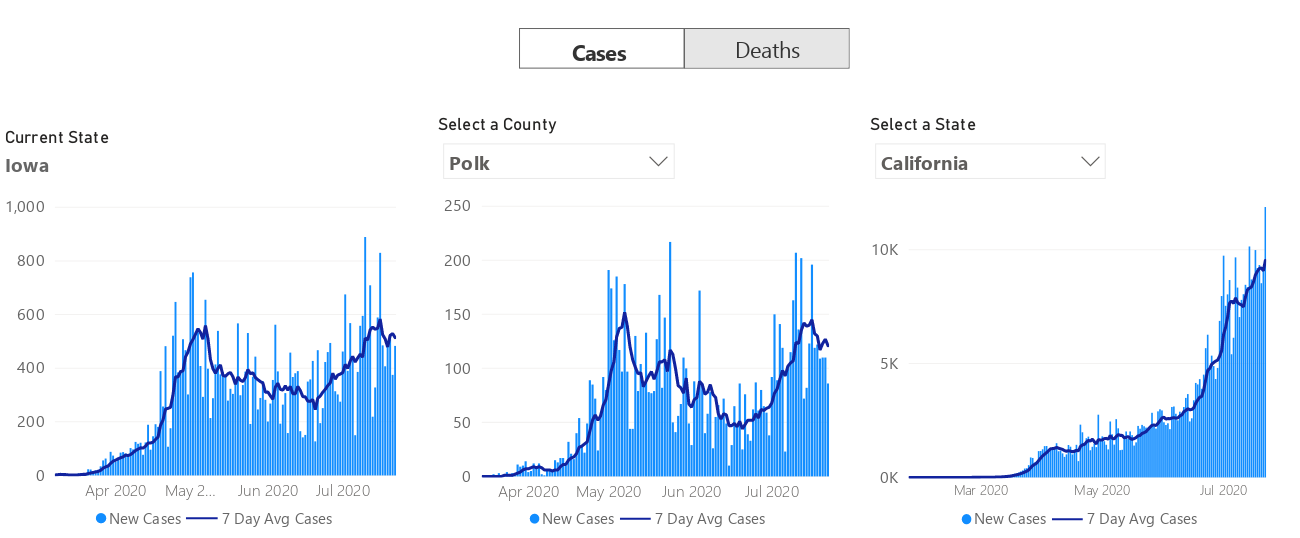 Cases
Deaths
Current State
Iowa
1,000
800
600
400
200
0
Apr 2020
May 2...
Jun 2020
Jul 2020
New Cases
7 Day Avg Cases
Select a County
Polk
250
200
150
100
50
0
Apr 2020
May 2020
Jun 2020
Jul 2020
New Cases
7 Day Avg Cases
Select a State
California
10K
5K
0K
Mar 2020
May 2020
Jul 2020
New Cases
7 Day Avg Cases